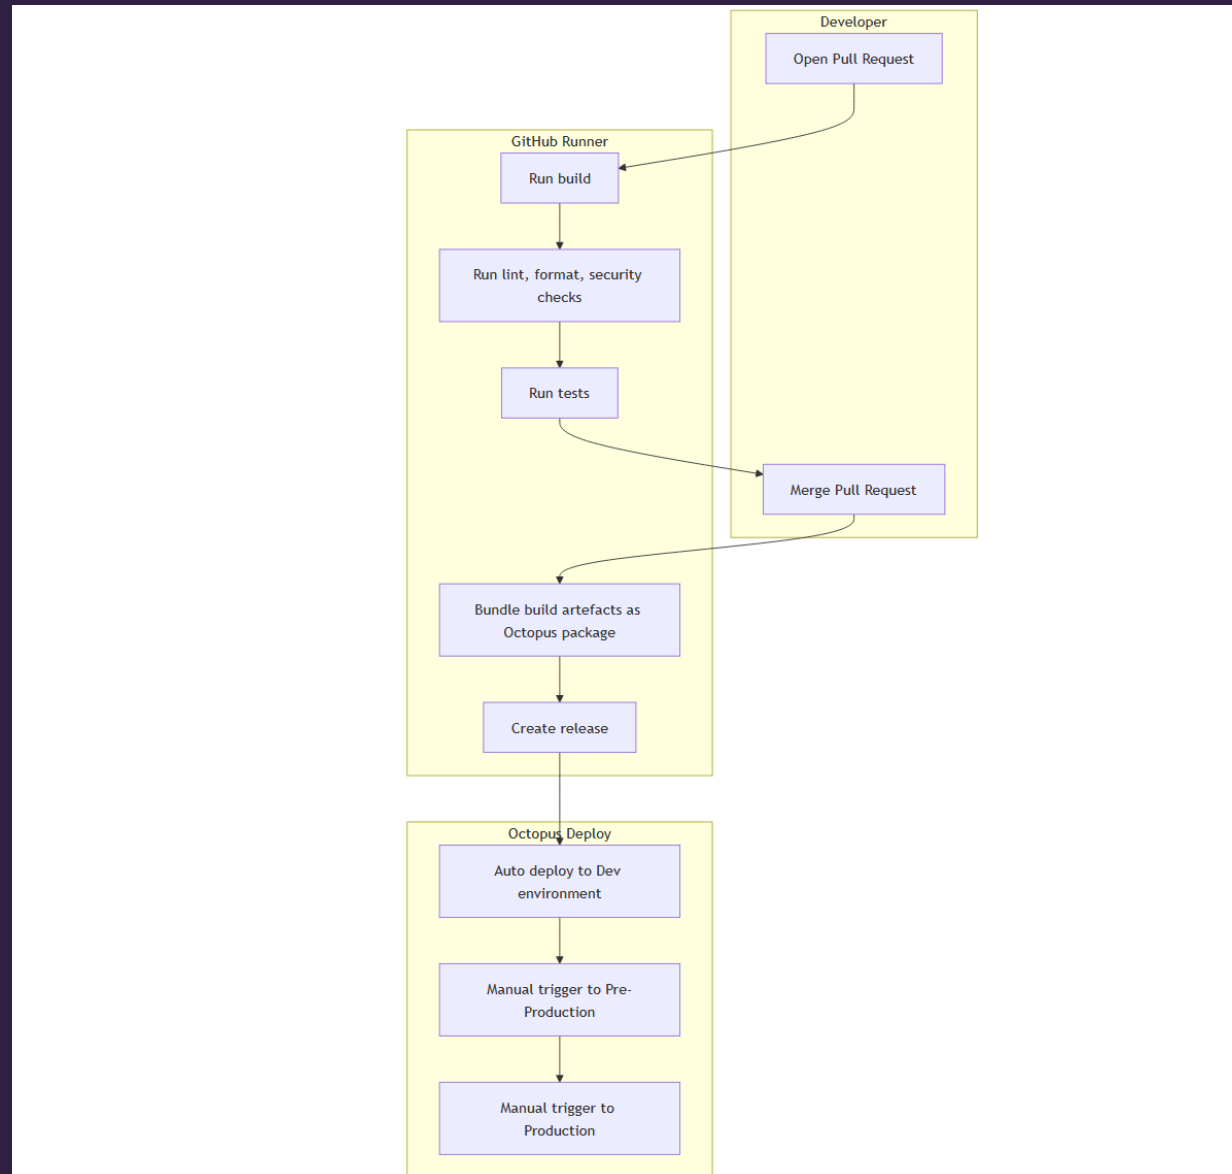 Developer
Open Pull Request
GitHub Runner
Run build
Run lint, format, security
checks
Run tests
Merge Pull Request
Bundle build artefacts as
Octopus package
Create release
Octopus Deploy
Auto deploy to Dev
environment
Manual trigger to Pre-
Production
Manual trigger to
Production